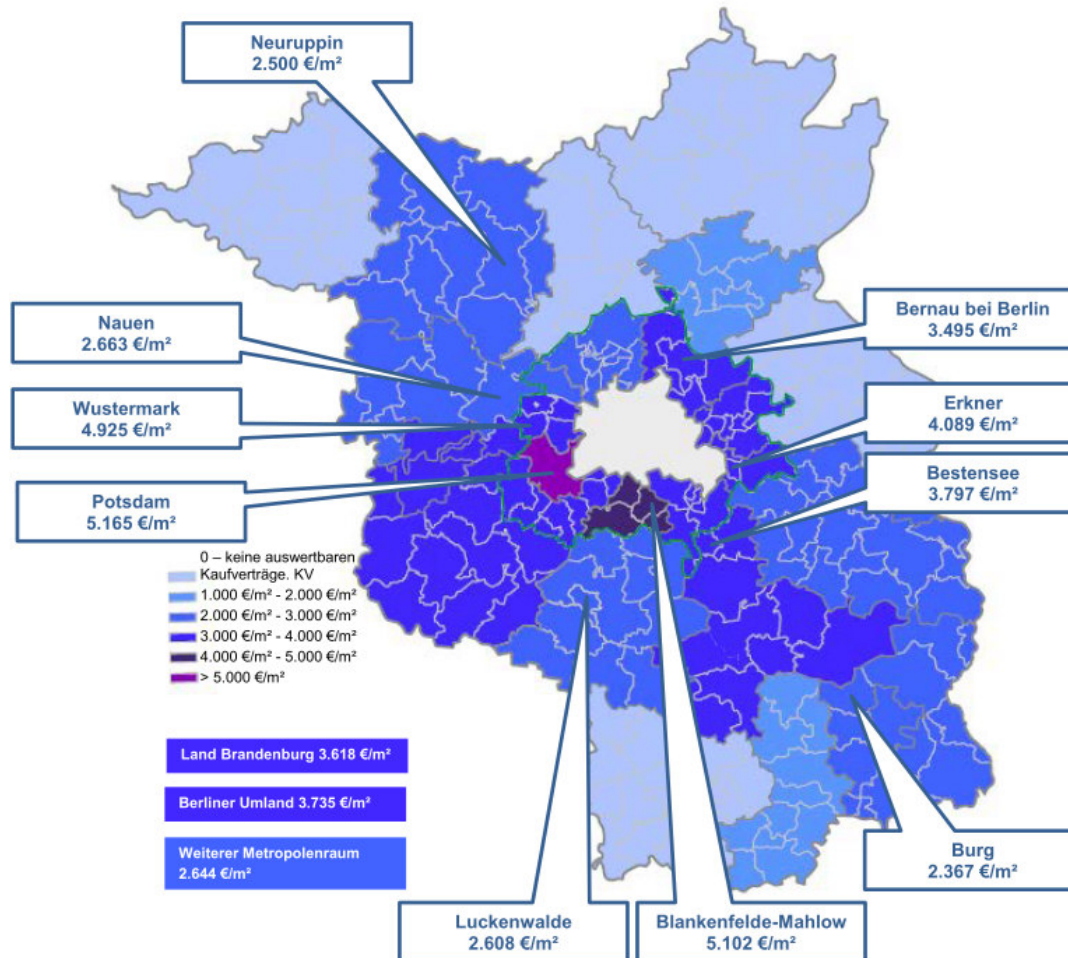 Neuruppin
2.500 €/m²
Nauen
2.663 €/m²
Bernau bei Berlin
3.495 €/m²
Wustermark
4.925 €/m²
Erkner
4.089 €/m²
Potsdam
5.165 €/m²
Bestensee
3.797 €/m²
0 – keine auswertbaren
Kaufverträge. KV
1.000 €/m² - 2.000 €/m²
2.000 €/m² - 3.000 €/m²
3.000 €/m² - 4.000 €/m²
4.000 €/m² - 5.000 €/m²
> 5.000 €/m²
Land Brandenburg 3.618 €/m²
Berliner Umland 3.735 €/m²
Weiterer Metropolenraum
2.644 €/m²
Burg
2.367 €/m²
Luckenwalde
2.608 €/m²
Blankenfelde-Mahlow
5.102 €/m²